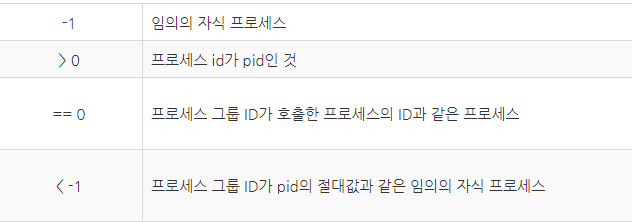 -1 임의의 자식 프로세스
> 0 프로세스 id가 pid인 것
== 0 프로세스 그룹 ID가 호출한 프로세스의 ID과 같은 프로세스
< -1 프로세스 그룹 ID가 pid의 절대값과 같은 임의의 자식 프로세스